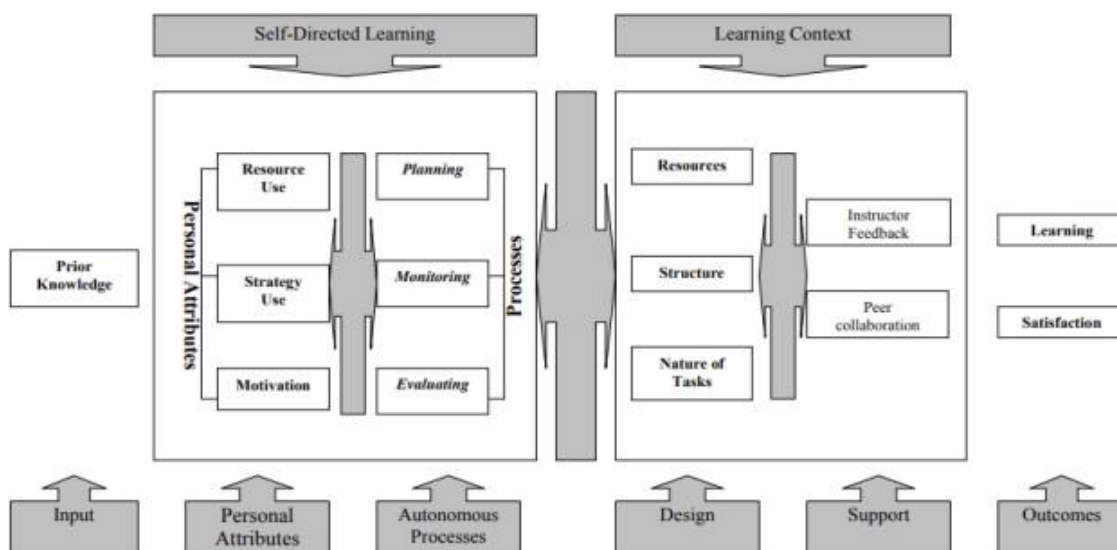 Self-Directed Learning
Learning Context
Personal Attributes
Resource
Use
Strategy
Use
Motivation
Planning
Monitoring
Evaluating
Processes
Resources
Structure
Nature of
Tasks
Instructor
Feedback
Peer
collaboration
Prior
Knowledge
Learning
Satisfaction
Input
Personal
Attributes
Autonomous
Processes
Design
Support
Outcomes